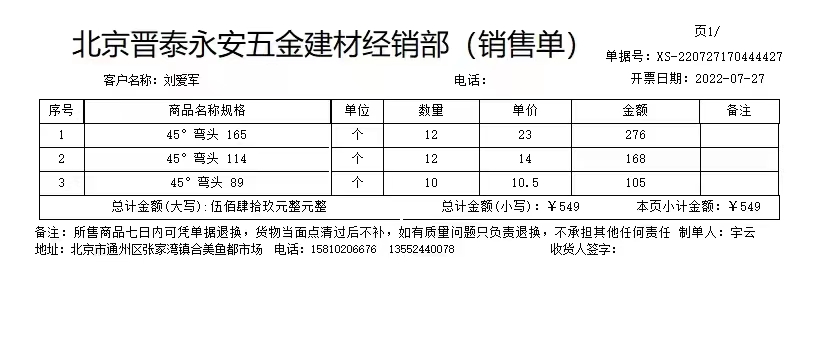 北京晋泰永安五金建材经销部（销售单） 页1/
单据号：XS-220727170444427
客户名称：刘爱军 电话： 开票日期：2022-07-27
序号 商品名称规格 单位 数量 单价 金额 备注
1 45°弯头 165 个 12 23 276
2 45°弯头 114 个 12 14 168
3 45°弯头 89 个 10 10.5 105
总计金额(大写):伍佰肆拾玖元整元整 总计金额(小写)：￥549 本页小计金额：￥549
备注：所售商品七日内可凭单据退换，货物当面点清过后不补，如有质量问题只负责退换，不承担其他任何责任 制单人：宇云
地址：北京市通州区张家湾镇合美鱼都市场 电话：15810206676 13552440078 收货人签字：